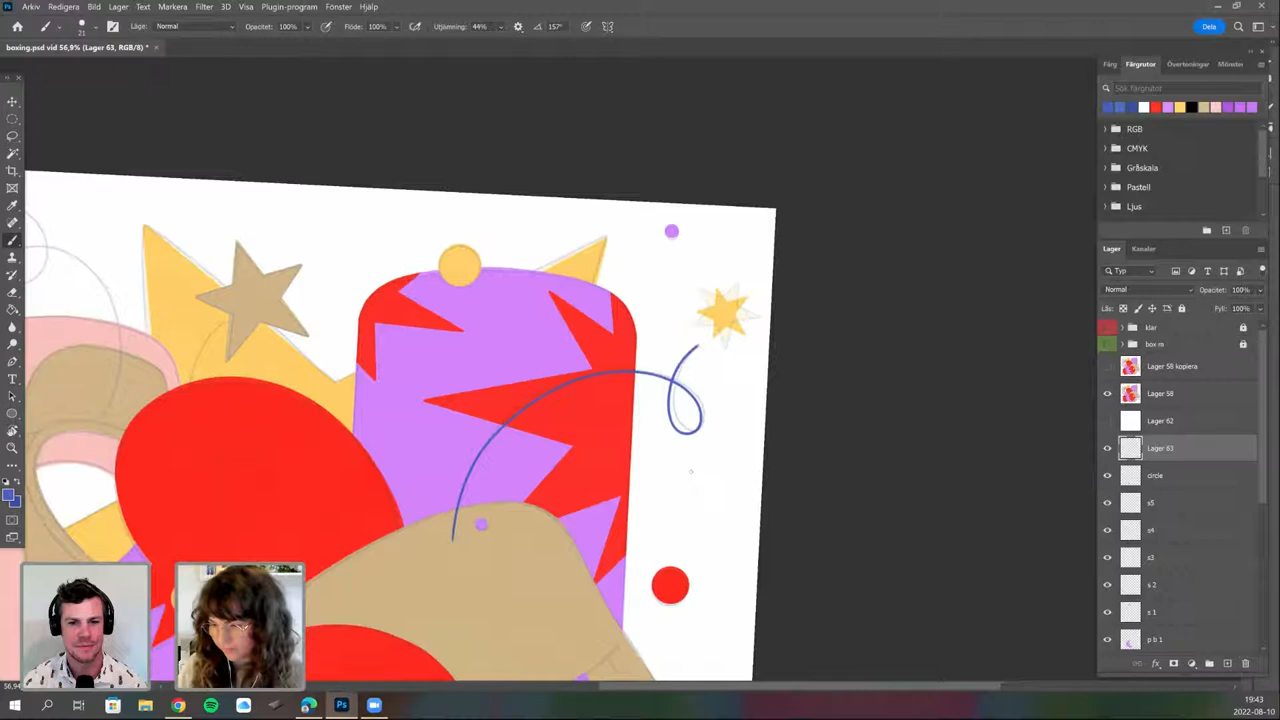 Arkiv Redigera Bild Lager Text Markera Filter 3D Visa Plugin-program Fönster Hjälp
21 Läge: Normal Opacitet: 100% Flöde: 100% Utjämning: 44% 157° Dela
boxing.psd vid 56,9% (Lager 63, RGB/8) * ×
Färg Färgrutor Övertoningar Mönster
Sök färgrutor
RGB
CMYK
Gråskala
Pastell
Ljus
Lager Kanaler
Typ
Normal Opacitet: 100%
Lås: Fyll: 100%
klar
box m
Lager 58 kopiera
Lager 58
Lager 62
Lager 63
circle
s5
s4
s3
s 2
s 1
p b 1
19:43
2022-08-10